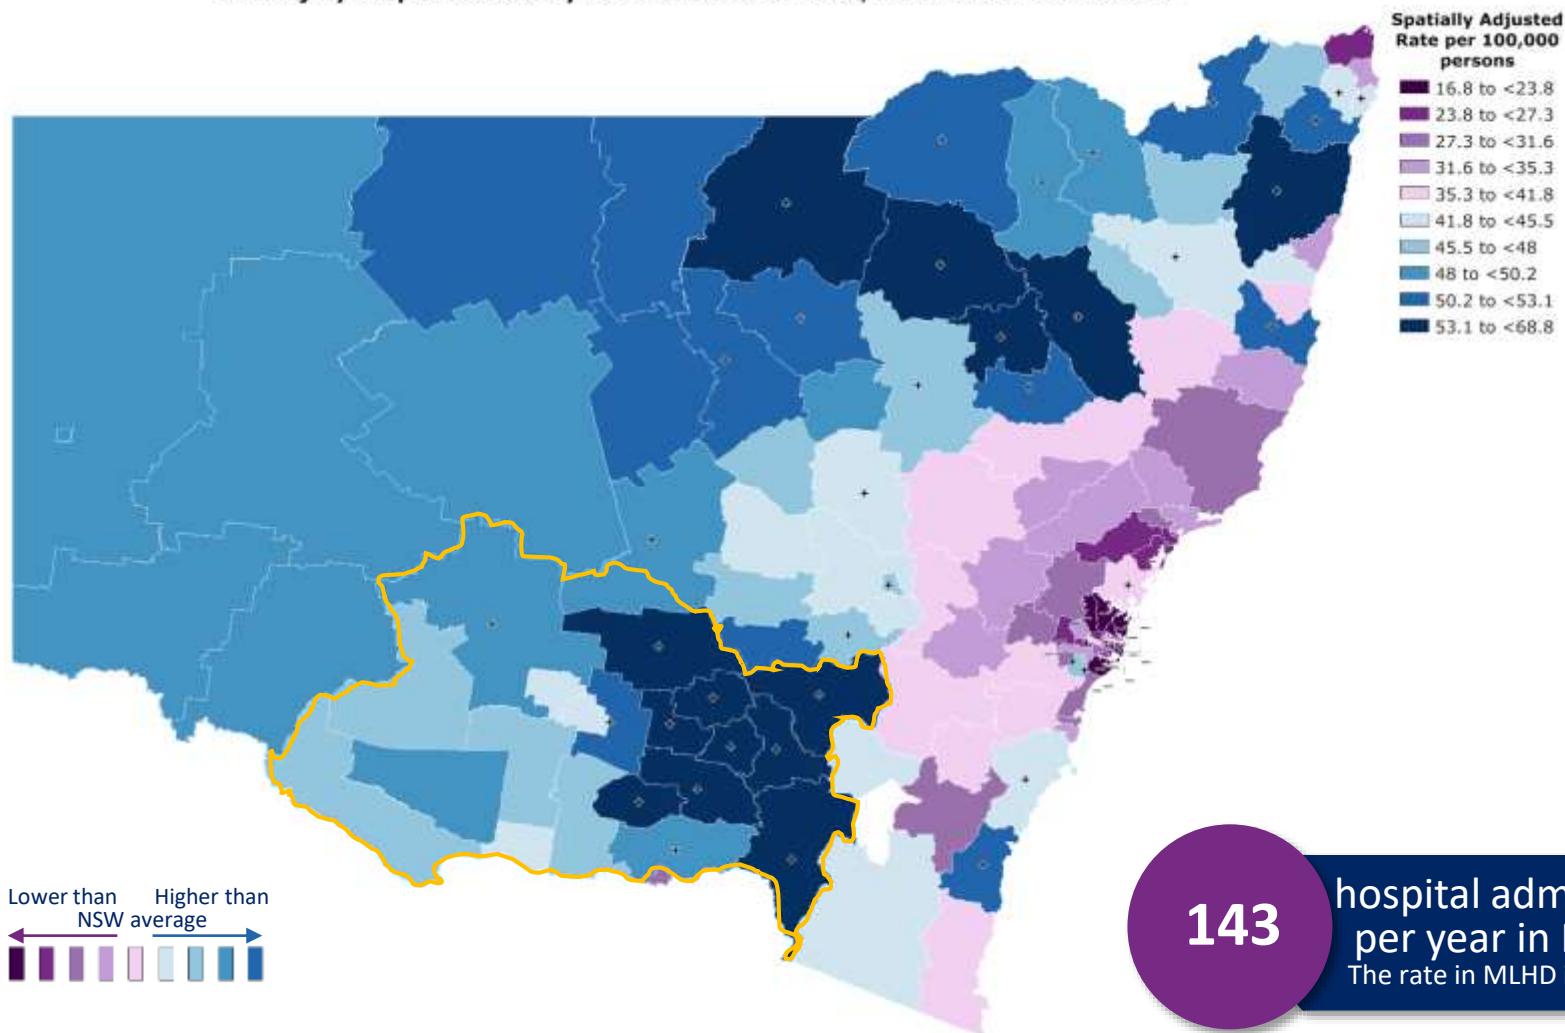 Spatially Adjusted
Rate per 100,000
persons
16.8 to <23.8
23.8 to <27.3
27.3 to <31.6
31.6 to <35.3
35.3 to <41.8
41.8 to <45.5
45.5 to <48
48 to <50.2
50.2 to <53.1
53.1 to <68.8
Lower than Higher than
NSW average
143
hospital adm
per year in
The rate in MLHD